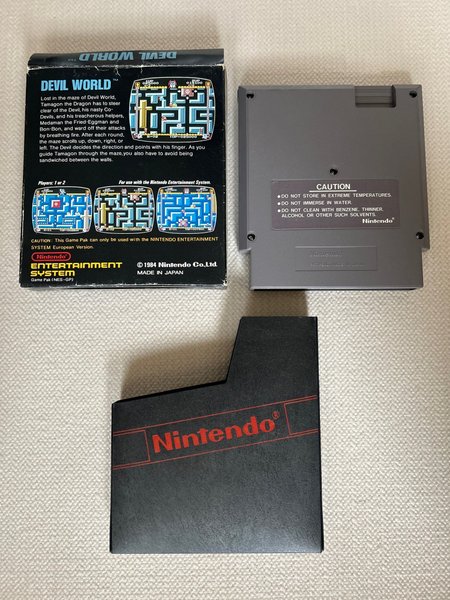 DEVIL WORLD™
DEVIL WORLD™
Lost in the maze of Devil World,
Tamagon the Dragon has to steer
clear of the Devil, his nasty Co-
Devils, and his treacherous helpers,
Medaman the Fried Eggman and
Bon-Bon, and ward off their attacks
by breathing fire. After each round,
the maze scrolls up, down, right, or
left. The Devil decides the direction and points with his finger. As you
guide Tamagon through the maze, you also have to avoid being
sandwiched between the walls.
Players: 1 or 2
For use with the Nintendo Entertainment System.
CAUTION: This Game Pak can only be used with the NINTENDO ENTERTAINMENT
SYSTEM European Version.
Nintendo
ENTERTAINMENT
SYSTEM
Game Pak (NES-GP)
© 1984 Nintendo Co., Ltd.
MADE IN JAPAN
CAUTION
●DO NOT STORE IN EXTREME TEMPERATURES.
●DO NOT IMMERSE IN WATER.
●DO NOT CLEAN WITH BENZENE, THINNER,
ALCOHOL OR OTHER SUCH SOLVENTS.
Nintendo
Nintendo®